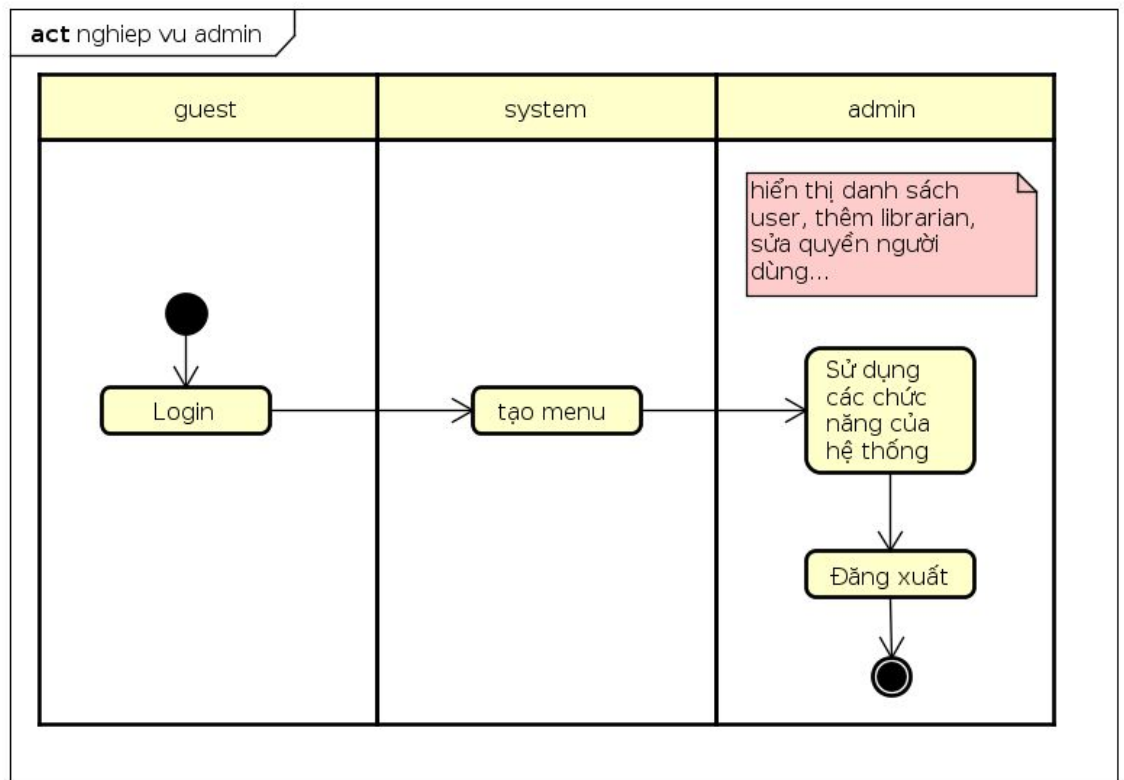 act nghiep vu admin
guest
system
admin
hiển thị danh sách
user, thêm librarian,
sửa quyền người
dùng...
Login
tạo menu
Sử dụng
các chức
năng của
hệ thống
Đăng xuất